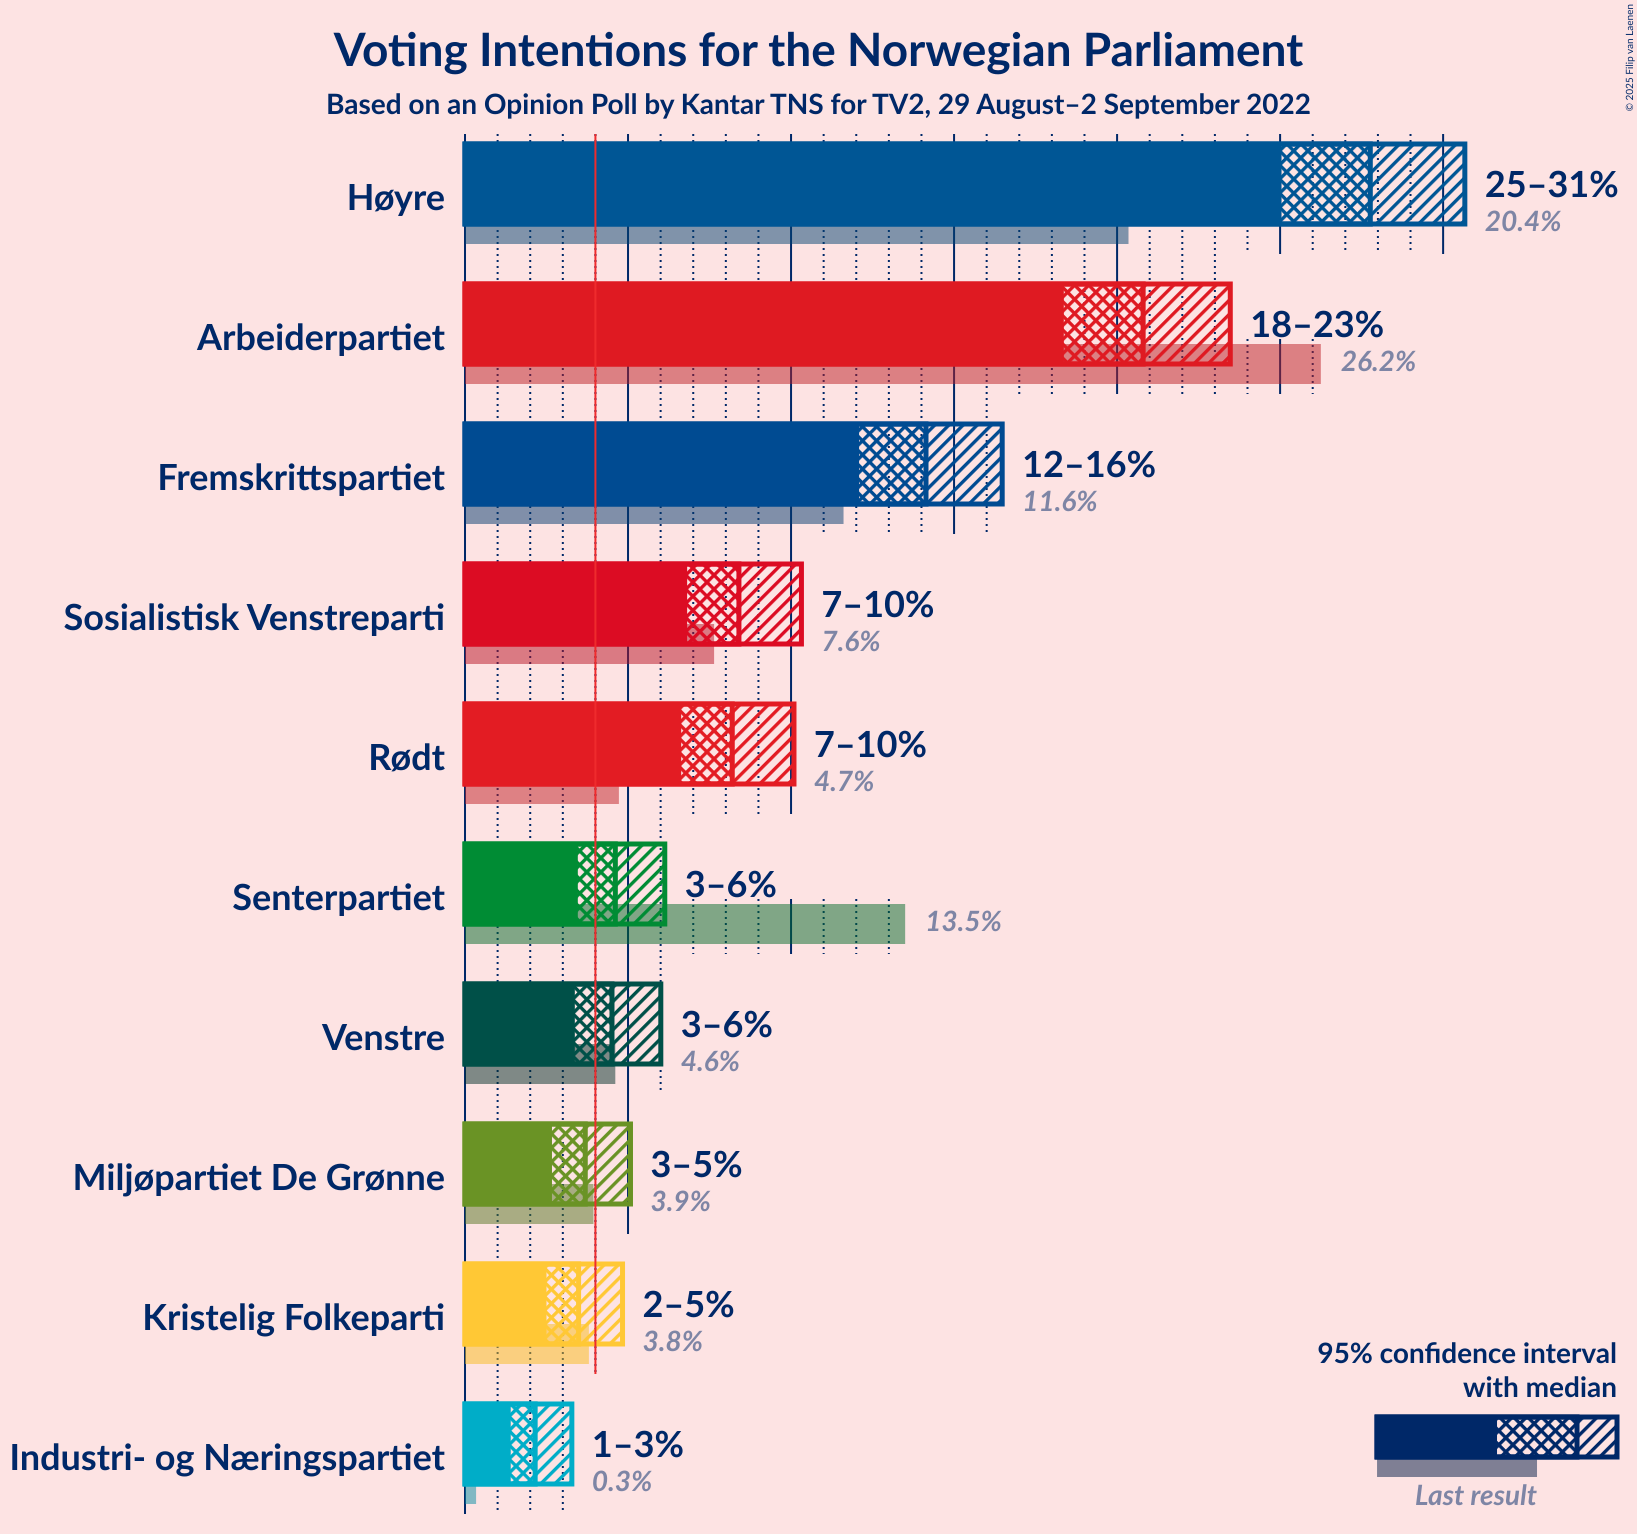 Voting Intentions for the Norwegian Parliament
Based on an Opinion Poll by Kantar TNS for TV2, 29 August–2 September 2022
© 2025 Filip van Laenen
Høyre
25–31%
20.4%
Arbeiderpartiet
18–23%
26.2%
Fremskrittspartiet
12–16%
11.6%
Sosialistisk Venstreparti
7–10%
7.6%
Rødt
7–10%
4.7%
Senterpartiet
3–6%
13.5%
Venstre
3–6%
4.6%
Miljøpartiet De Grønne
3–5%
3.9%
Kristelig Folkeparti
2–5%
3.8%
Industri- og Næringspartiet
1–3%
0.3%
95% confidence interval
with median
Last result